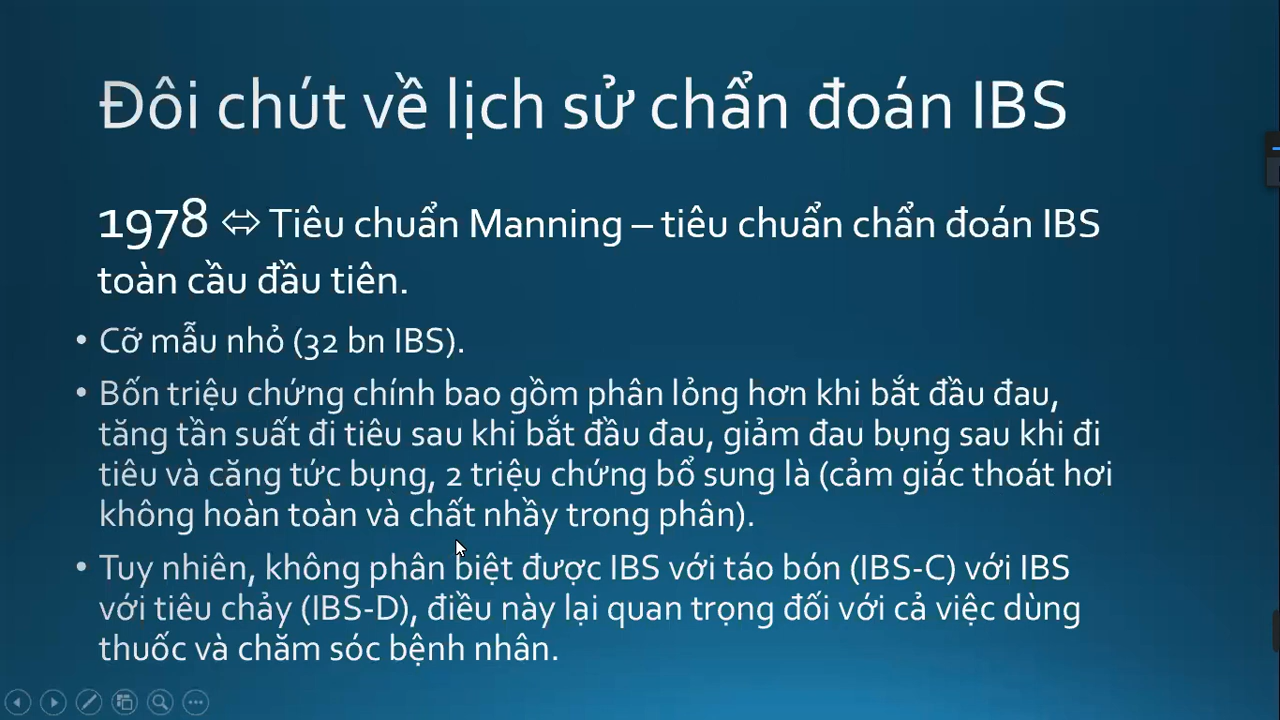 Đôi chút về lịch sử chẩn đoán IBS
1978 ⬄ Tiêu chuẩn Manning – tiêu chuẩn chẩn đoán IBS
toàn cầu đầu tiên.
• Cỡ mẫu nhỏ (32 bn IBS).
• Bốn triệu chứng chính bao gồm phân lỏng hơn khi bắt đầu đau,
tăng tần suất đi tiêu sau khi bắt đầu đau, giảm đau bụng sau khi đi
tiêu và căng tức bụng, 2 triệu chứng bổ sung là (cảm giác thoát hơi
không hoàn toàn và chất nhầy trong phân).
• Tuy nhiên, không phân biệt được IBS với táo bón (IBS-C) với IBS
với tiêu chảy (IBS-D), điều này lại quan trọng đối với cả việc dùng
thuốc và chăm sóc bệnh nhân.